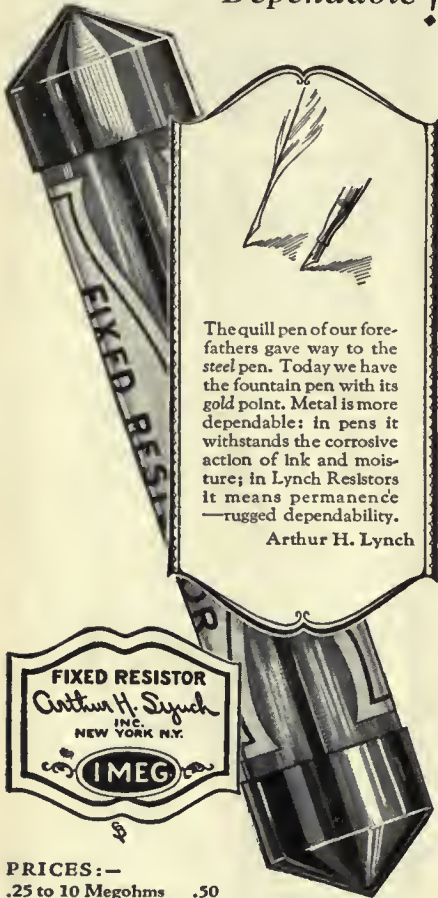 Dependable
The quill pen of our fore-
fathers gave way to the
steel pen. Today we have
the fountain pen with its
gold point. Metal is more
dependable: in pens it
withstands the corrosive
action of ink and mois-
ture; in Lynch Resistors
it means permanence
—rugged dependability.
Arthur H. Lynch
FIXED RESISTOR
FIXED RESISTOR
Arthur H. Lynch
INC.
NEW YORK N.Y.
1 MEG.
PRICES:—
.25 to 10 Megohms .50